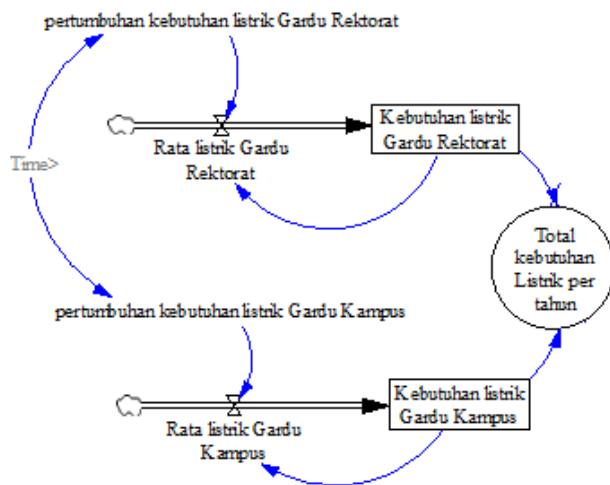 pertumbuhan kebutuhan listrik Gardu Rektorat
Kebutuhan listrik
Gardu Rektorat
Rata listrik Gardu
Rektorat
Time>
Total
kebutuhan
Listrik per
tahun
pertumbuhan kebutuhan listrik Gardu Kampus
Kebutuhan listrik
Gardu Kampus
Rata listrik Gardu
Kampus